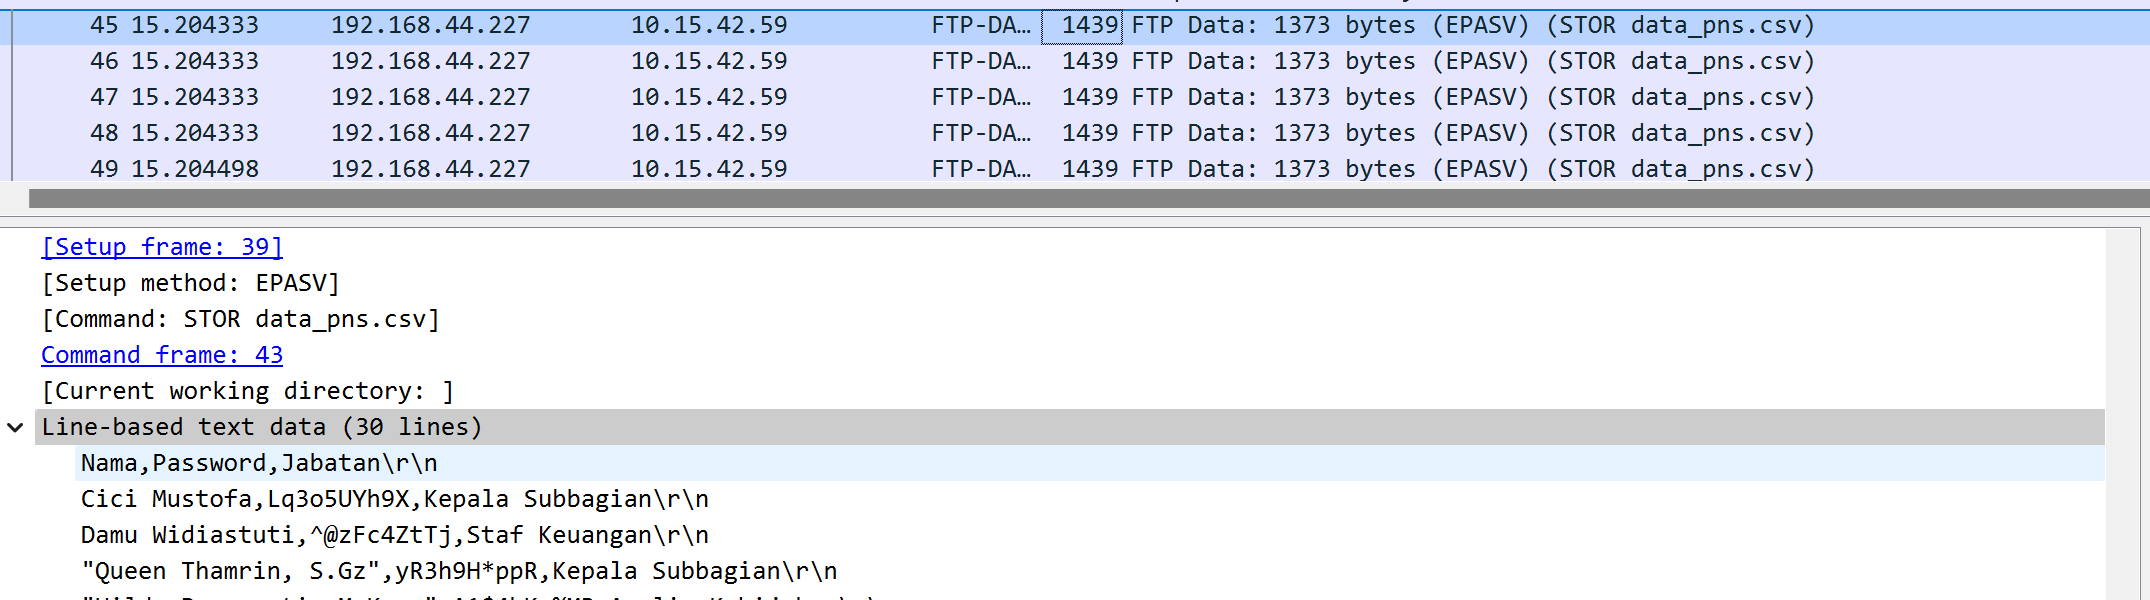 45 15.204333 192.168.44.227 10.15.42.59 FTP-DA… 1439 FTP Data: 1373 bytes (EPASV) (STOR data_pns.csv)
46 15.204333 192.168.44.227 10.15.42.59 FTP-DA… 1439 FTP Data: 1373 bytes (EPASV) (STOR data_pns.csv)
47 15.204333 192.168.44.227 10.15.42.59 FTP-DA… 1439 FTP Data: 1373 bytes (EPASV) (STOR data_pns.csv)
48 15.204333 192.168.44.227 10.15.42.59 FTP-DA… 1439 FTP Data: 1373 bytes (EPASV) (STOR data_pns.csv)
49 15.204498 192.168.44.227 10.15.42.59 FTP-DA… 1439 FTP Data: 1373 bytes (EPASV) (STOR data_pns.csv)
[Setup frame: 39]
[Setup method: EPASV]
[Command: STOR data_pns.csv]
Command frame: 43
[Current working directory: ]
Line-based text data (30 lines)
Nama,Password,Jabatan\r\n
Cici Mustofa,Lq3o5UYh9X,Kepala Subbagian\r\n
Damu Widiastuti,^@zFc4ZtTj,Staf Keuangan\r\n
"Queen Thamrin, S.Gz",yR3h9H*ppR,Kepala Subbagian\r\n